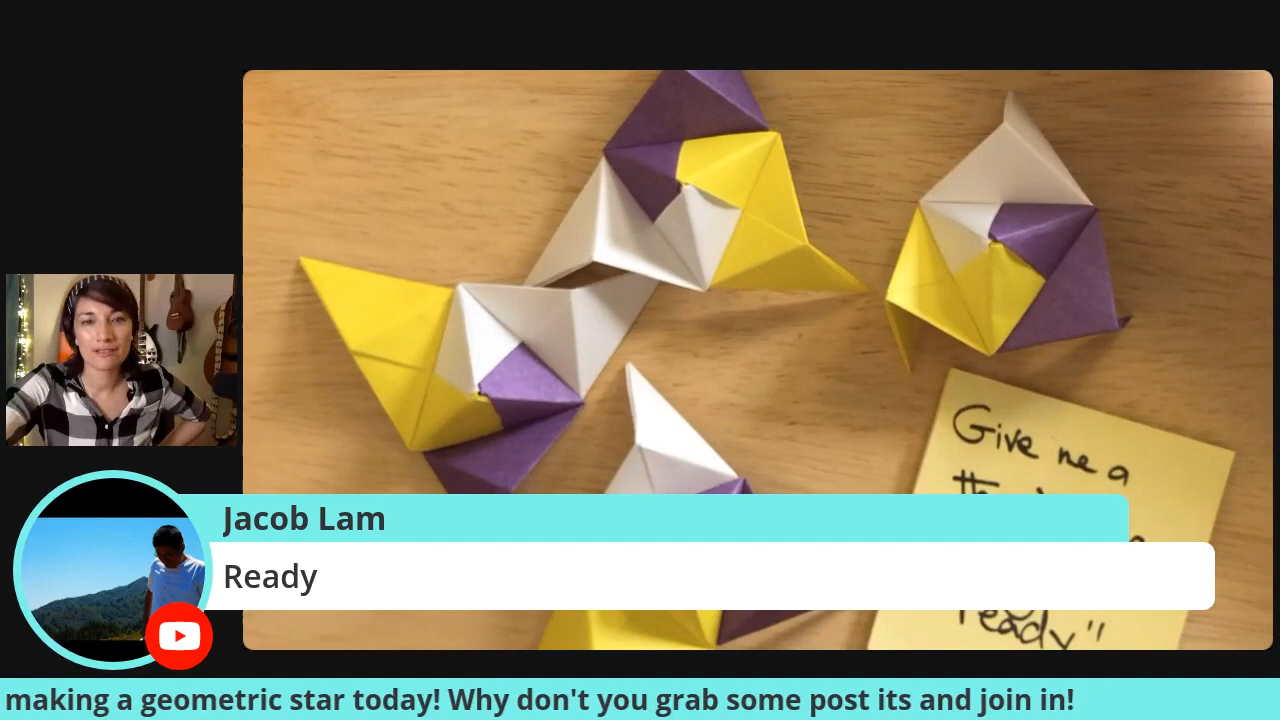 Give me a
Jacob Lam
Ready
ready"
making a geometric star today! Why don't you grab some post its and join in!